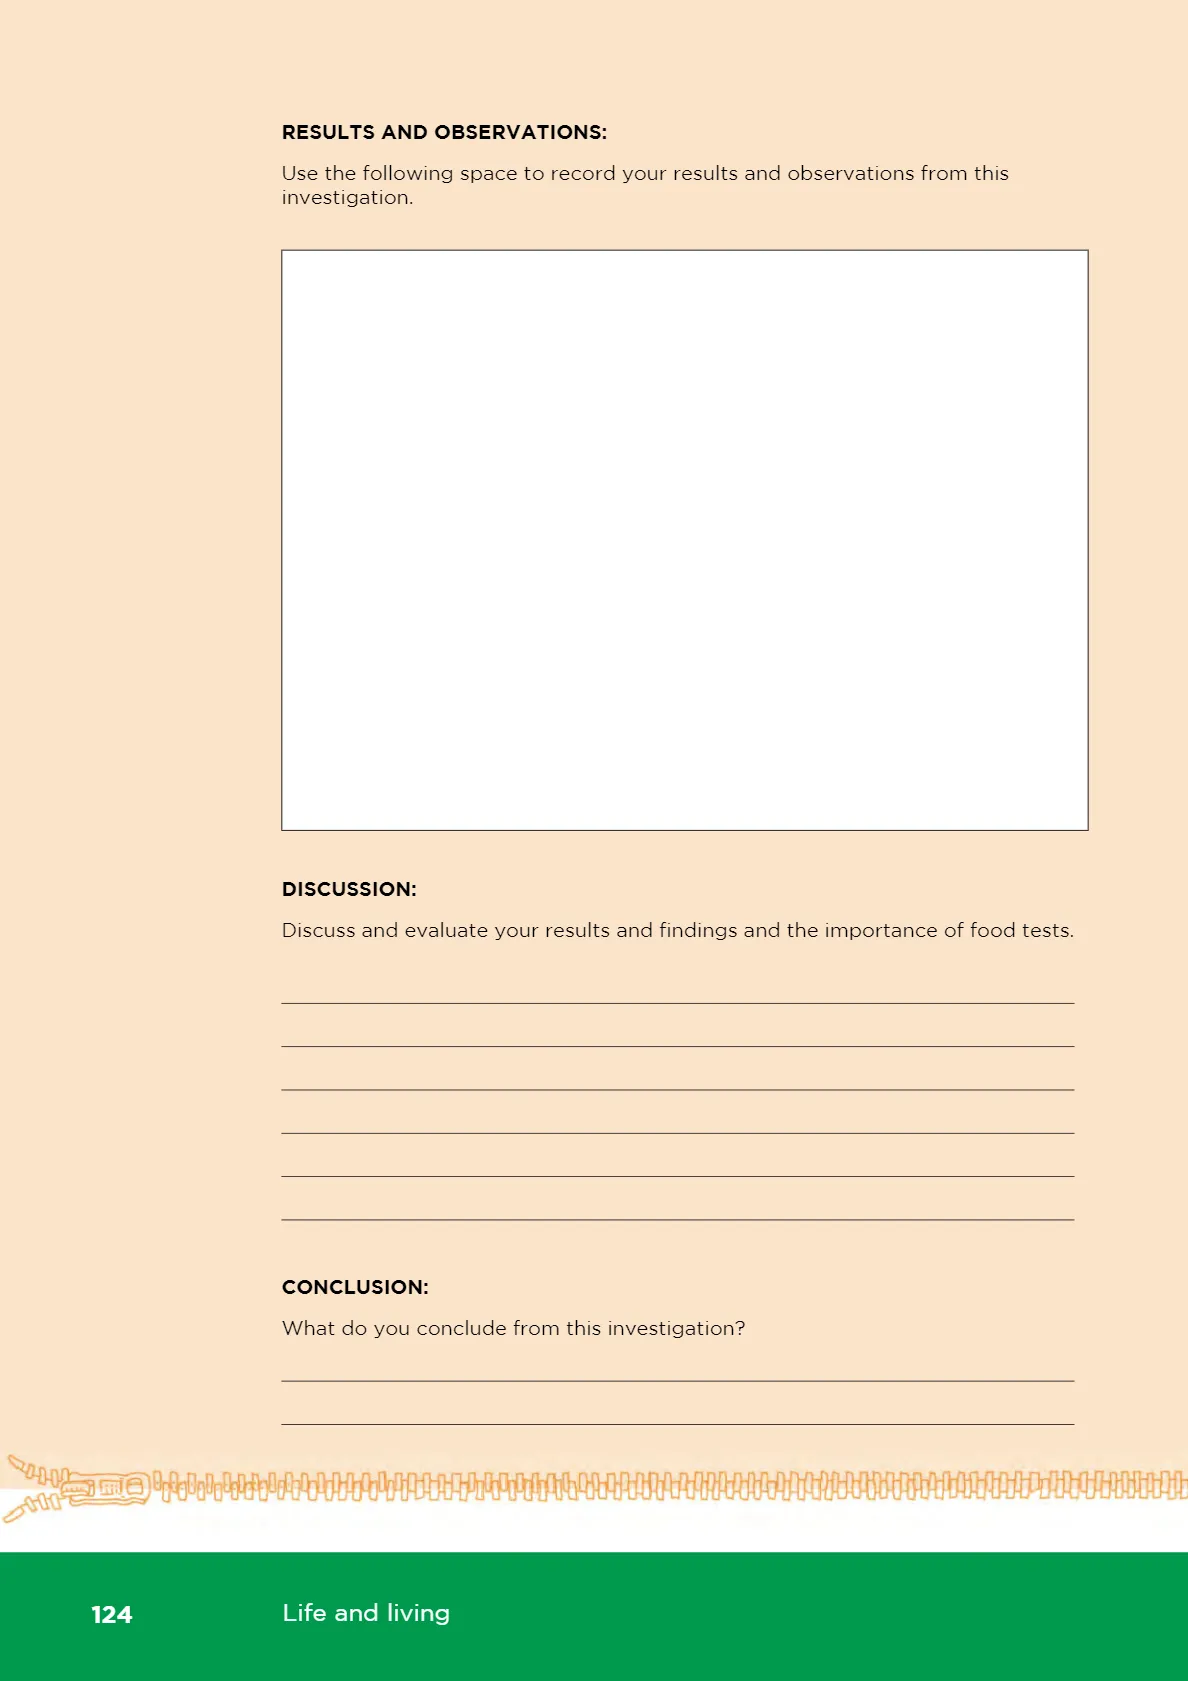 RESULTS AND OBSERVATIONS:
Use the following space to record your results and observations from this
investigation.
DISCUSSION:
Discuss and evaluate your results and findings and the importance of food tests.
CONCLUSION:
What do you conclude from this investigation?
124 Life and living